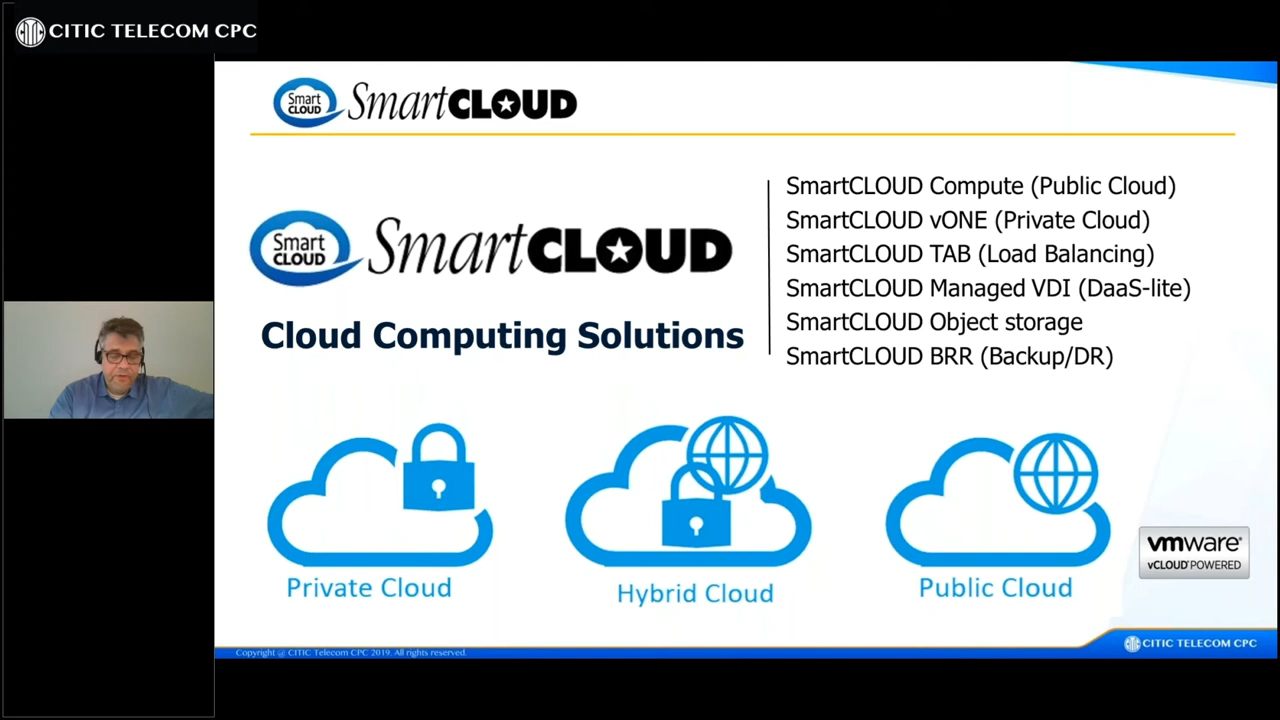 CITIC TELECOM CPC
Smart
CLOUD
SmartCLOUD
Smart
CLOUD
SmartCLOUD
Cloud Computing Solutions
SmartCLOUD Compute (Public Cloud)
SmartCLOUD vONE (Private Cloud)
SmartCLOUD TAB (Load Balancing)
SmartCLOUD Managed VDI (DaaS-lite)
SmartCLOUD Object storage
SmartCLOUD BRR (Backup/DR)
Private Cloud
Hybrid Cloud
Public Cloud
vmware®
vCLOUD® POWERED
Copyright @ CITIC Telecom CPC 2019. All rights reserved.
CITIC TELECOM CPC